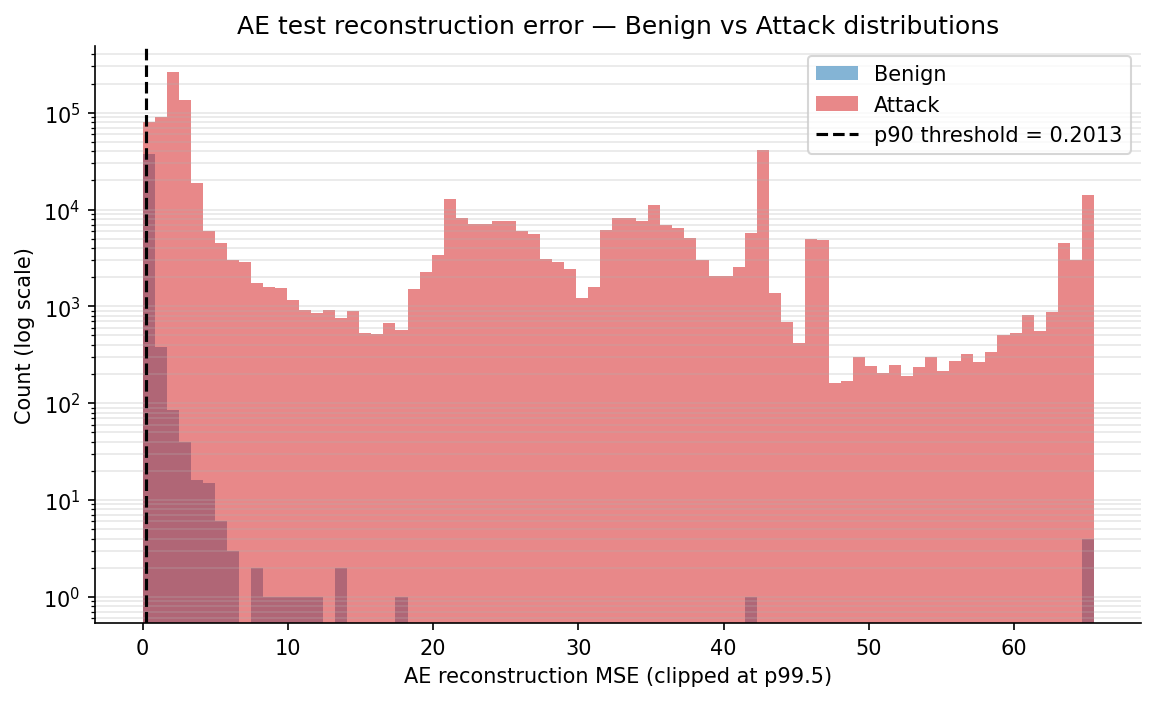 AE test reconstruction error — Benign vs Attack distributions
Benign
Attack
p90 threshold = 0.2013
Count (log scale)
10^5
10^4
10^3
10^2
10^1
10^0
0 10 20 30 40 50 60
AE reconstruction MSE (clipped at p99.5)